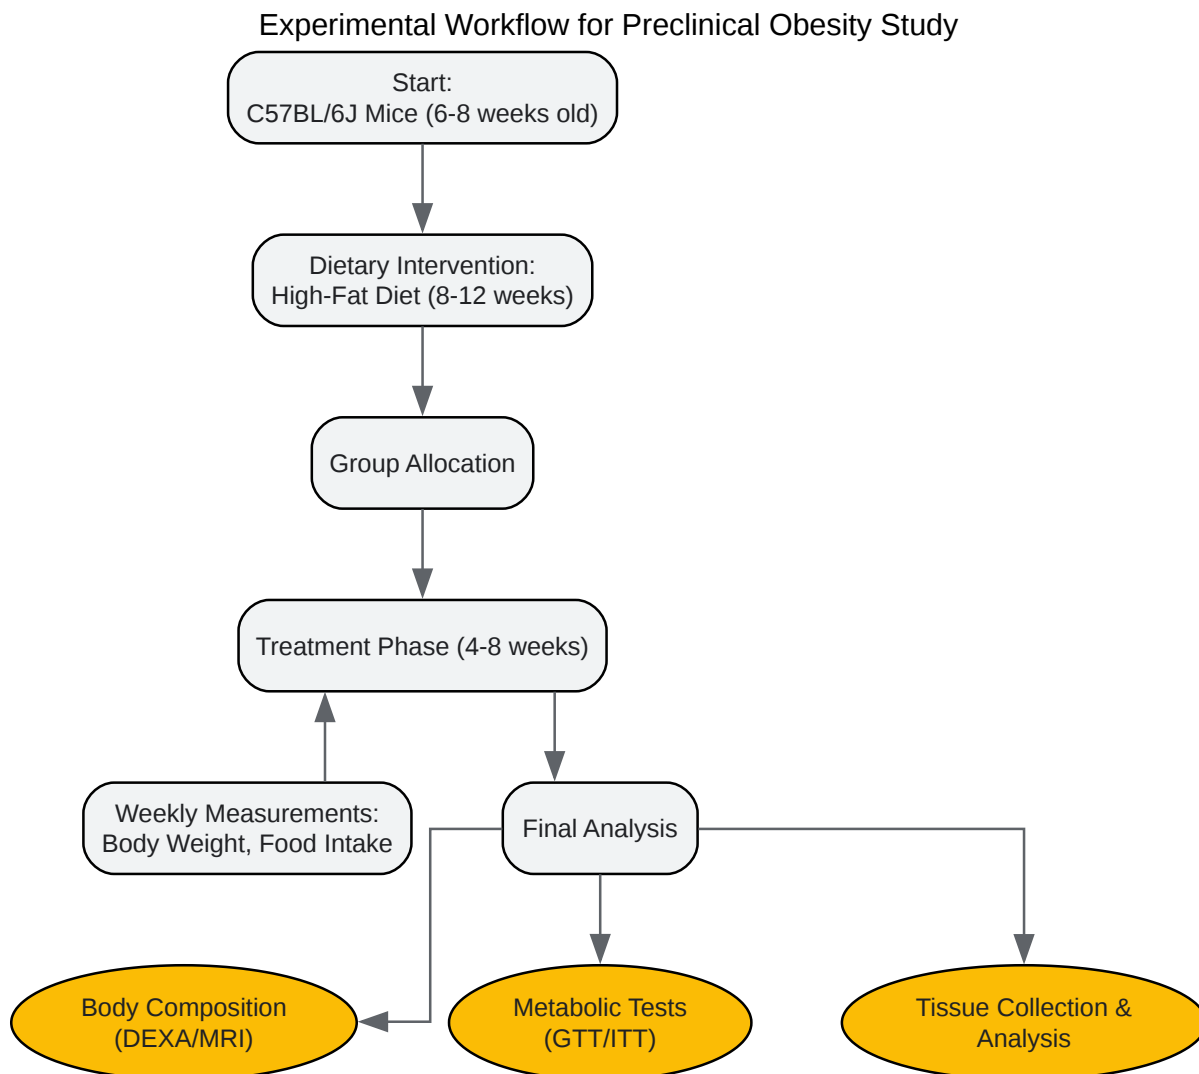 Experimental Workflow for Preclinical Obesity Study
Start:
C57BL/6J Mice (6-8 weeks old)
Dietary Intervention:
High-Fat Diet (8-12 weeks)
Group Allocation
Treatment Phase (4-8 weeks)
Weekly Measurements:
Body Weight, Food Intake
Final Analysis
Body Composition
(DEXA/MRI)
Metabolic Tests
(GTT/ITT)
Tissue Collection &
Analysis